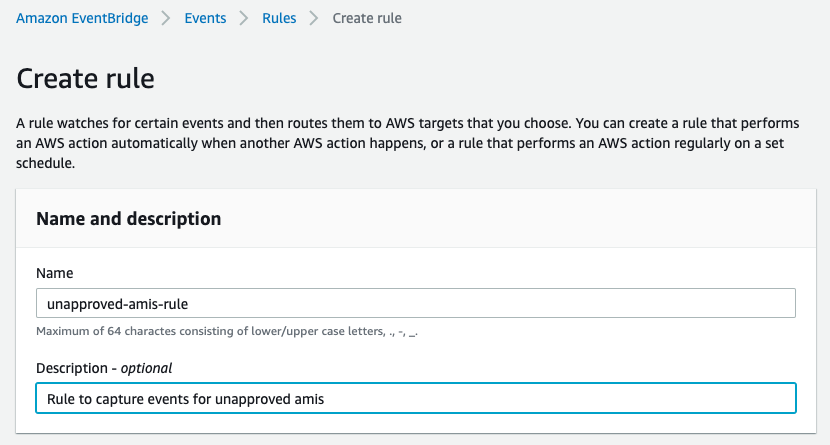 Amazon EventBridge > Events > Rules > Create rule
Create rule
A rule watches for certain events and then routes them to AWS targets that you choose. You can create a rule that performs
an AWS action automatically when another AWS action happens, or a rule that performs an AWS action regularly on a set
schedule.
Name and description
Name
unapproved-amis-rule
Maximum of 64 charactes consisting of lower/upper case letters, ., -, _.
Description - optional
Rule to capture events for unapproved amis